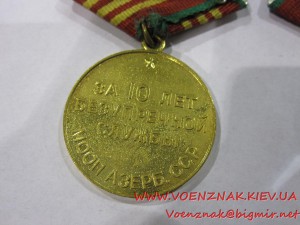 ЗА 10 ЛЕТ
БЕЗУПРЕЧНОЙ
СЛУЖБЫ
МООП АЗЕРБ. ССР
WWW.VOENZNAK.KIEV.UA
Voenznak@bigmir.net